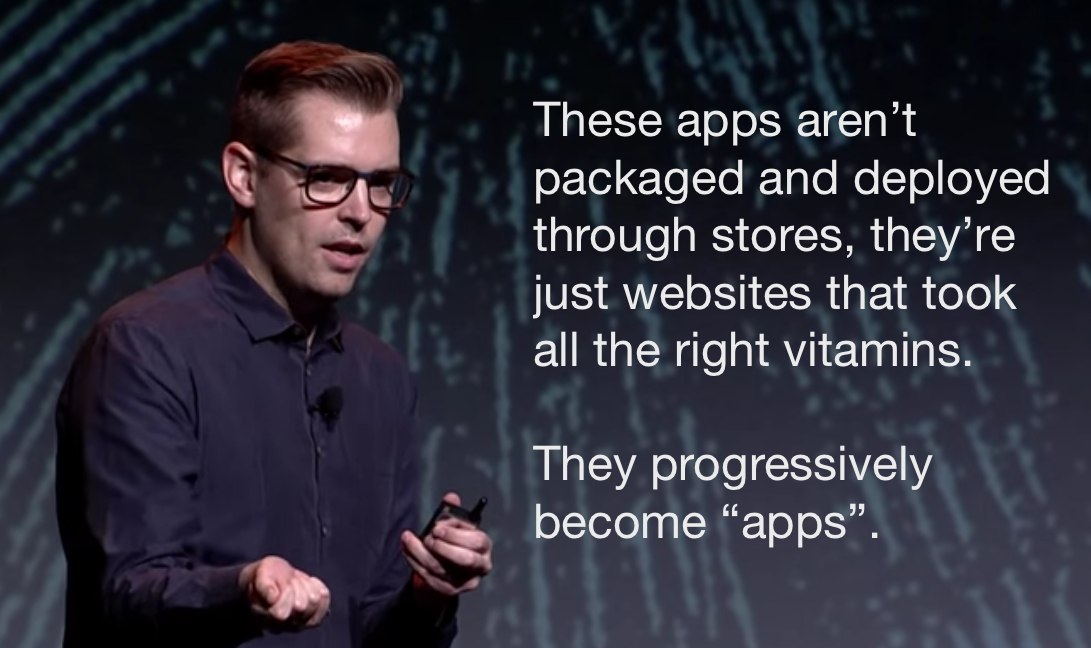 These apps aren’t
packaged and deployed
through stores, they’re
just websites that took
all the right vitamins.
They progressively
become “apps”.